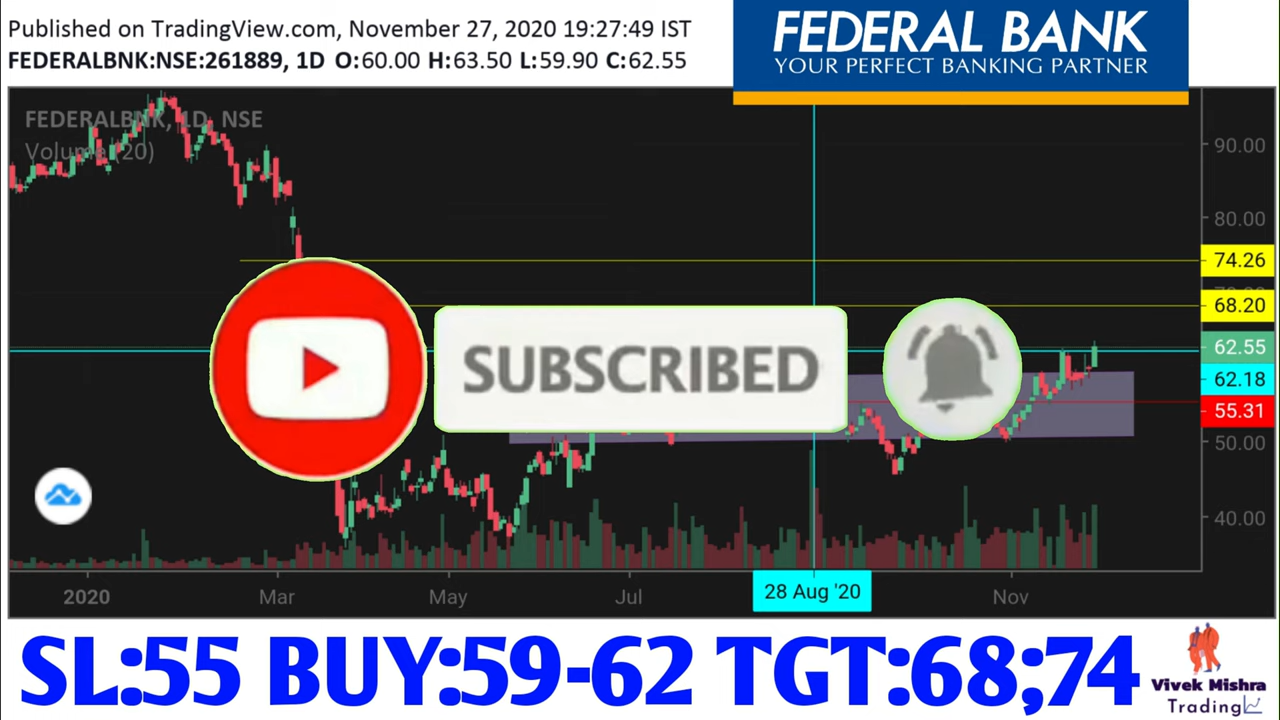 Published on TradingView.com, November 27, 2020 19:27:49 IST
FEDERALBNK:NSE:261889, 1D O:60.00 H:63.50 L:59.90 C:62.55
FEDERAL BANK
YOUR PERFECT BANKING PARTNER
FEDERALBNK, 1D, NSE
Volume (20)
90.00
80.00
74.26
68.20
62.55
62.18
55.31
50.00
40.00
SUBSCRIBED
2020
Mar
May
Jul
28 Aug '20
Nov
SL:55 BUY:59-62 TGT:68;74
Vivek Mishra
Trading